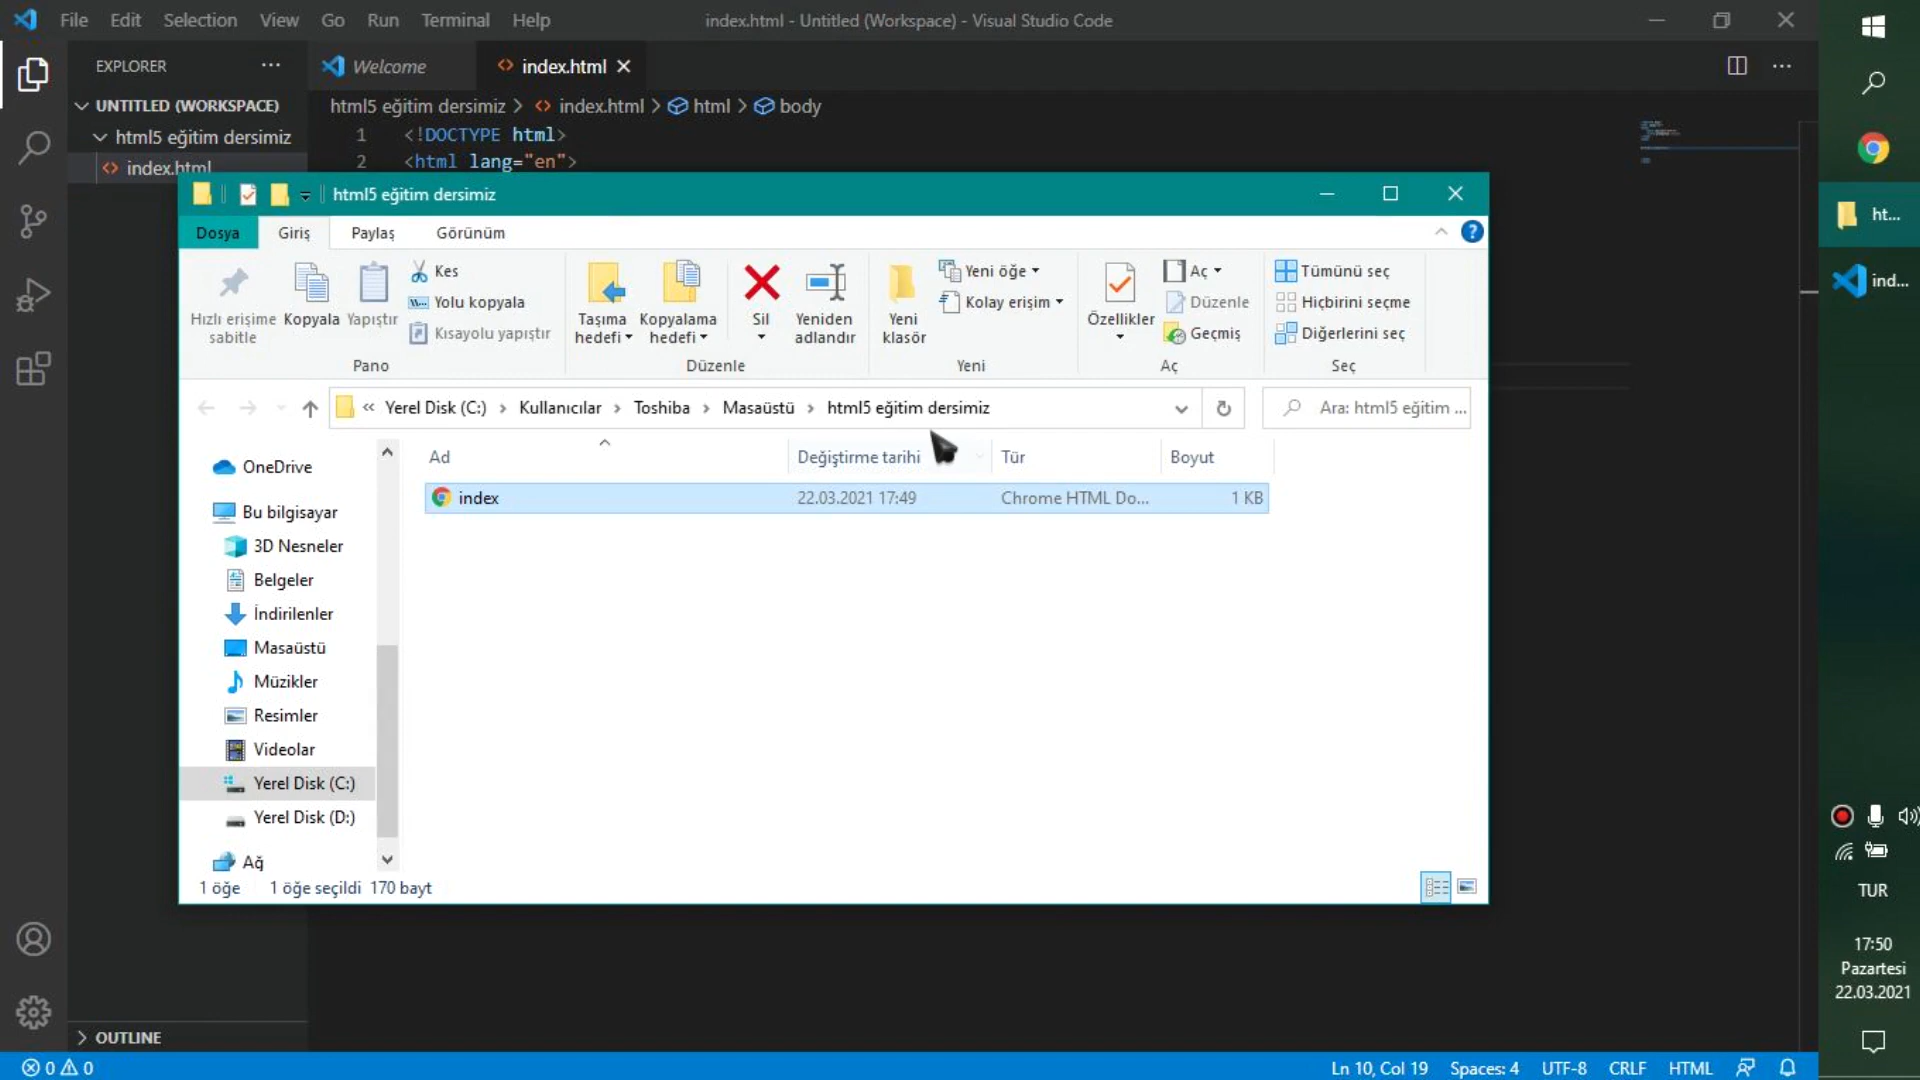 File Edit Selection View Go Run Terminal Help
index.html - Untitled (Workspace) - Visual Studio Code
EXPLORER
Welcome
index.html
UNTITLED (WORKSPACE)
html5 eğitim dersimiz
index.html
html5 eğitim dersimiz > index.html > html > body
1 <!DOCTYPE html>
2 <html lang="en">
html5 eğitim dersimiz
Dosya Giriş Paylaş Görünüm
Hızlı erişime sabitle
Kopyala
Yapıştır
Kes
Yolu kopyala
Kısayolu yapıştır
Pano
Taşıma hedefi
Kopyalama hedefi
Sil
Yeniden adlandır
Düzenle
Yeni klasör
Yeni öğe
Kolay erişim
Yeni
Özellikler
Aç
Düzenle
Geçmiş
Aç
Tümünü seç
Hiçbirini seçme
Diğerlerini seç
Seç
« Yerel Disk (C:) > Kullanıcılar > Toshiba > Masaüstü > html5 eğitim dersimiz
Ara: html5 eğitim ...
Ad Değiştirme tarihi Tür Boyut
index 22.03.2021 17:49 Chrome HTML Do... 1 KB
OneDrive
Bu bilgisayar
3D Nesneler
Belgeler
İndirilenler
Masaüstü
Müzikler
Resimler
Videolar
Yerel Disk (C:)
Yerel Disk (D:)
Ağ
1 öğe 1 öğe seçildi 170 bayt
OUTLINE
0 0
Ln 10, Col 19 Spaces: 4 UTF-8 CRLF HTML
ht...
ind...
TUR
17:50
Pazartesi
22.03.2021